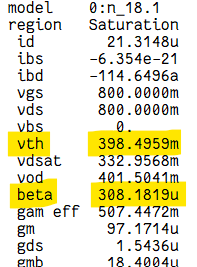 model 0:n_18.1
region Saturation
id 21.3148u
ibs -6.354e-21
ibd -114.6496a
vgs 800.0000m
vds 800.0000m
vbs 0.
vth 398.4959m
vdsat 332.9568m
vod 401.5041m
beta 308.1819u
gam eff 507.4472m
gm 97.1714u
gds 1.5436u
gmb 18.4004u